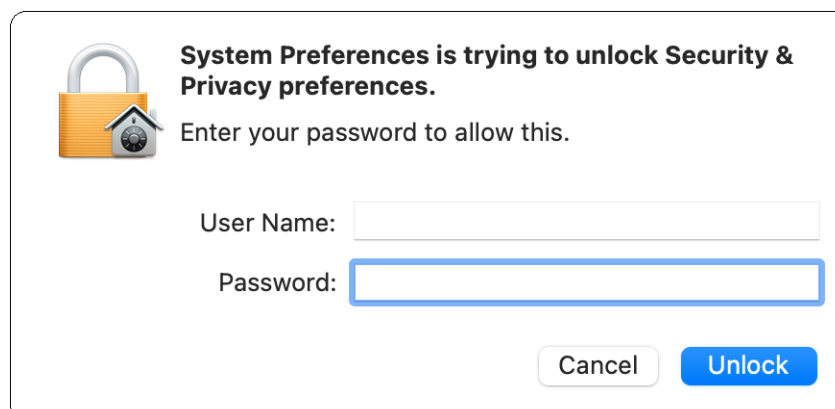 System Preferences is trying to unlock Security &
Privacy preferences.
Enter your password to allow this.
User Name:
Password:
Cancel
Unlock